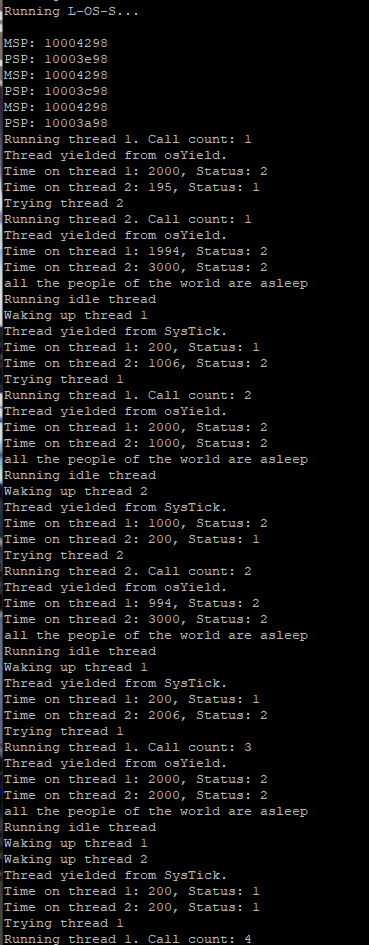 Running L-OS-S...
MSP: 10004298
PSP: 10003e98
MSP: 10004298
PSP: 10003c98
MSP: 10004298
PSP: 10003a98
Running thread 1. Call count: 1
Thread yielded from osYield.
Time on thread 1: 2000, Status: 2
Time on thread 2: 195, Status: 1
Trying thread 2
Running thread 2. Call count: 1
Thread yielded from osYield.
Time on thread 1: 1994, Status: 2
Time on thread 2: 3000, Status: 2
all the people of the world are asleep
Running idle thread
Waking up thread 1
Thread yielded from SysTick.
Time on thread 1: 200, Status: 1
Time on thread 2: 1006, Status: 2
Trying thread 1
Running thread 1. Call count: 2
Thread yielded from osYield.
Time on thread 1: 2000, Status: 2
Time on thread 2: 1000, Status: 2
all the people of the world are asleep
Running idle thread
Waking up thread 2
Thread yielded from SysTick.
Time on thread 1: 1000, Status: 2
Time on thread 2: 200, Status: 1
Trying thread 2
Running thread 2. Call count: 2
Thread yielded from osYield.
Time on thread 1: 994, Status: 2
Time on thread 2: 3000, Status: 2
all the people of the world are asleep
Running idle thread
Waking up thread 1
Thread yielded from SysTick.
Time on thread 1: 200, Status: 1
Time on thread 2: 2006, Status: 2
Trying thread 1
Running thread 1. Call count: 3
Thread yielded from osYield.
Time on thread 1: 2000, Status: 2
Time on thread 2: 2000, Status: 2
all the people of the world are asleep
Running idle thread
Waking up thread 1
Waking up thread 2
Thread yielded from SysTick.
Time on thread 1: 200, Status: 1
Time on thread 2: 200, Status: 1
Trying thread 1
Running thread 1. Call count: 4